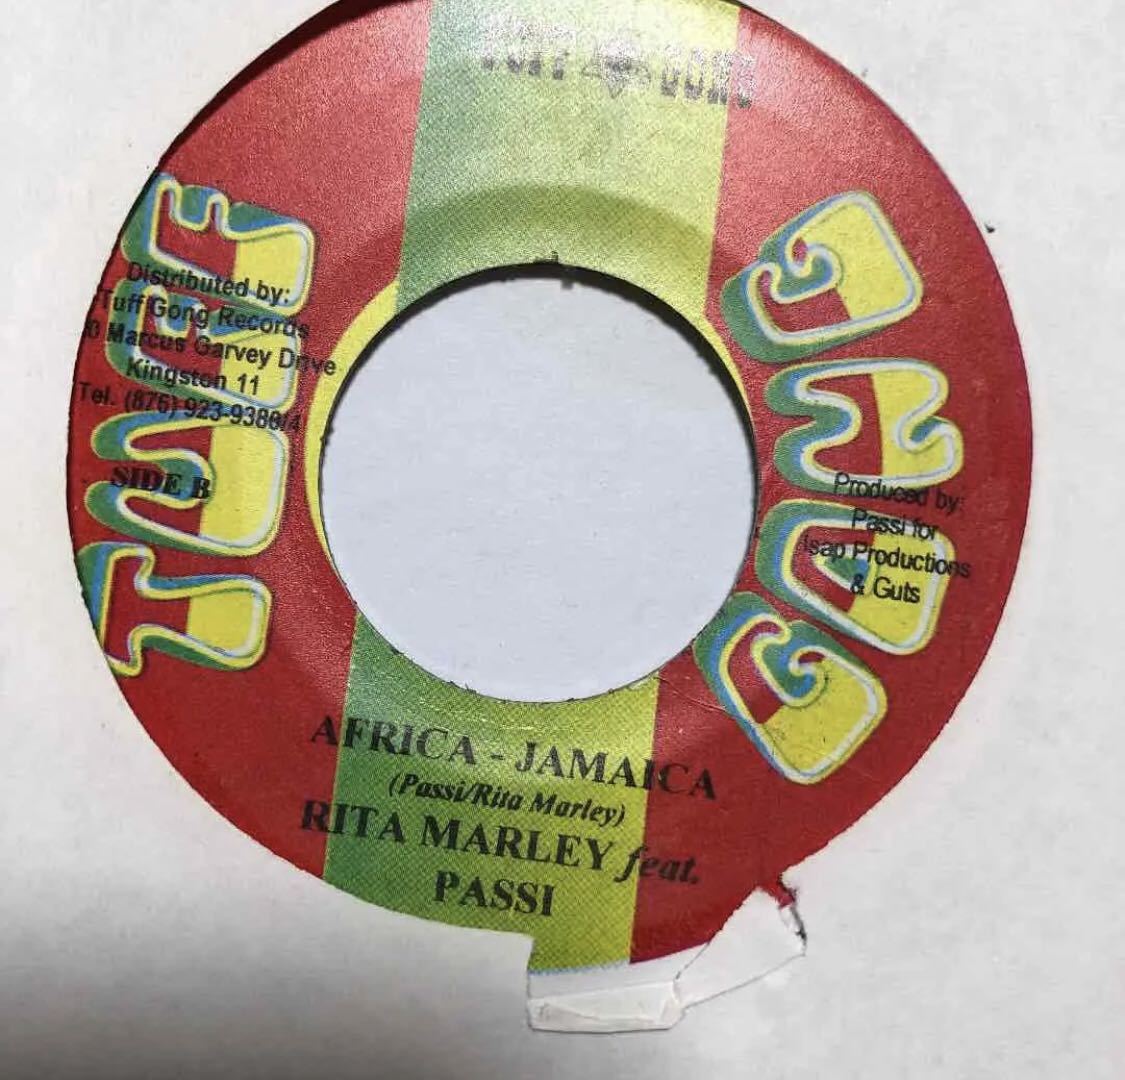 TUFF GONG
Distributed by:
Tuff Gong Records
0 Marcus Garvey Drive
Kingston 11
Tel. (876) 923-9380/4
SIDE B
Produced by:
Passi for
Isap Productions
& Guts
AFRICA - JAMAICA
(Passi/Rita Marley)
RITA MARLEY feat.
PASSI